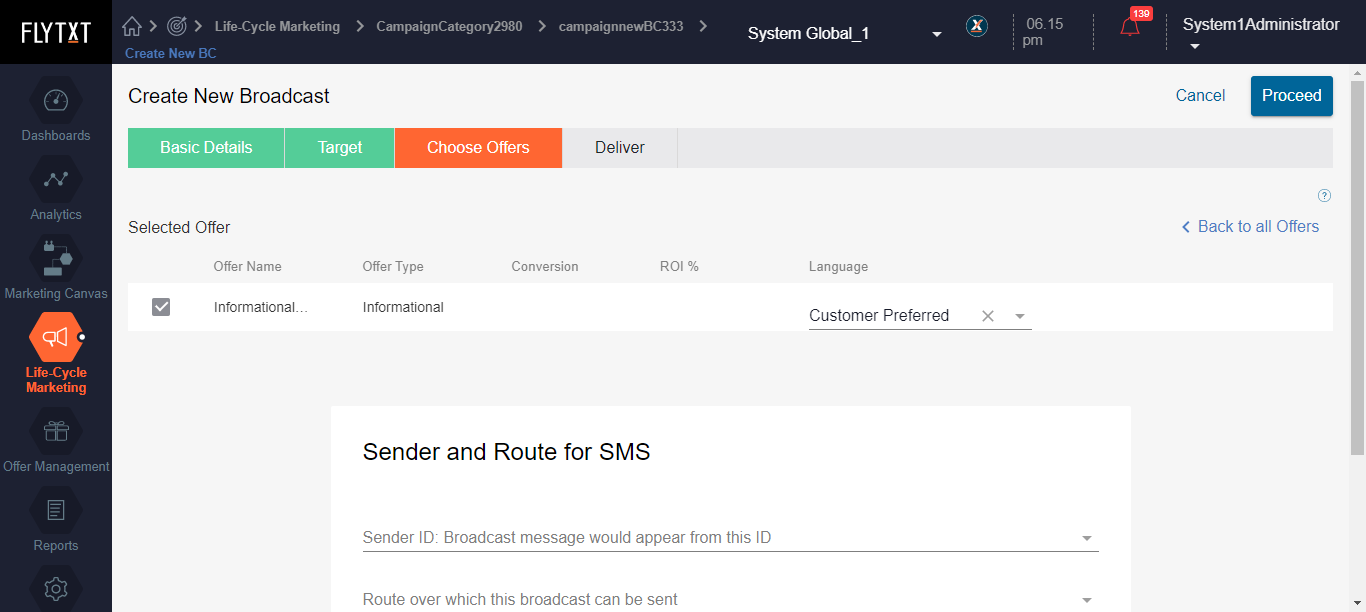 FLYTXT
Life-Cycle Marketing
CampaignCategory2980
campaignnewBC333
Create New BC
System Global_1
X
06.15
pm
139
System1Administrator
Dashboards
Analytics
Marketing Canvas
Life-Cycle
Marketing
Offer Management
Reports
Create New Broadcast
Cancel
Proceed
Basic Details
Target
Choose Offers
Deliver
?
Selected Offer
Back to all Offers
Offer Name
Offer Type
Conversion
ROI %
Language
Informational...
Informational
Customer Preferred
Sender and Route for SMS
Sender ID: Broadcast message would appear from this ID
Route over which this broadcast can be sent